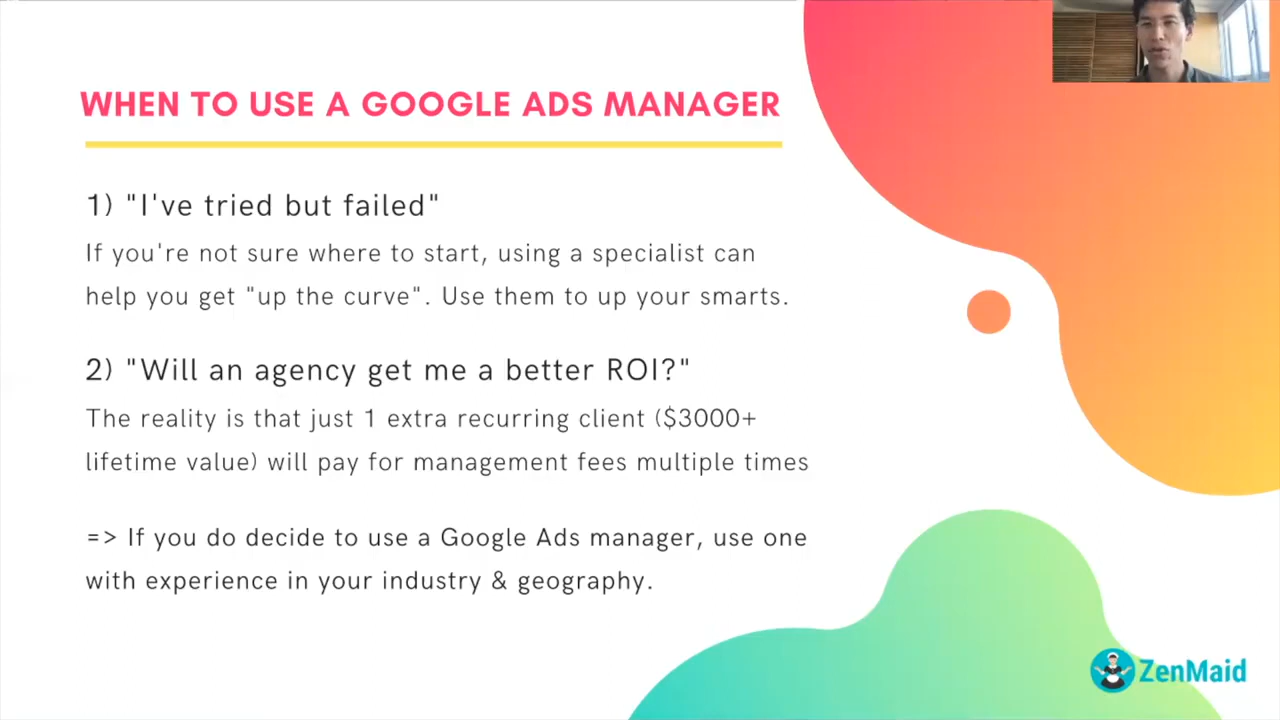 WHEN TO USE A GOOGLE ADS MANAGER
1) "I've tried but failed"
If you're not sure where to start, using a specialist can
help you get "up the curve". Use them to up your smarts.
2) "Will an agency get me a better ROI?"
The reality is that just 1 extra recurring client ($3000+
lifetime value) will pay for management fees multiple times
=> If you do decide to use a Google Ads manager, use one
with experience in your industry & geography.
ZenMaid